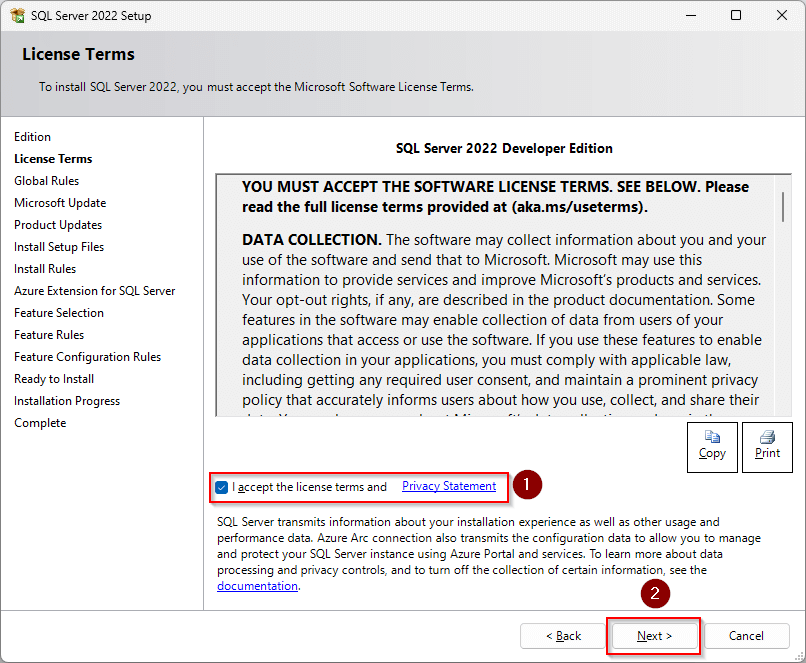 SQL Server 2022 Setup
License Terms
To install SQL Server 2022, you must accept the Microsoft Software License Terms.
Edition
License Terms
Global Rules
Microsoft Update
Product Updates
Install Setup Files
Install Rules
Azure Extension for SQL Server
Feature Selection
Feature Rules
Feature Configuration Rules
Ready to Install
Installation Progress
Complete
SQL Server 2022 Developer Edition
YOU MUST ACCEPT THE SOFTWARE LICENSE TERMS. SEE BELOW. Please
read the full license terms provided at (aka.ms/useterms).
DATA COLLECTION. The software may collect information about you and your
use of the software and send that to Microsoft. Microsoft may use this
information to provide services and improve Microsoft's products and services.
Your opt-out rights, if any, are described in the product documentation. Some
features in the software may enable collection of data from users of your
applications that access or use the software. If you use these features to enable
data collection in your applications, you must comply with applicable law,
including getting any required user consent, and maintain a prominent privacy
policy that accurately informs users about how you use, collect, and share their
Copy
Print
I accept the license terms and Privacy Statement
1
SQL Server transmits information about your installation experience as well as other usage and
performance data. Azure Arc connection also transmits the configuration data to allow you to manage
and protect your SQL Server instance using Azure Portal and services. To learn more about data
processing and privacy controls, and to turn off the collection of certain information, see the
documentation.
2
< Back
Next >
Cancel